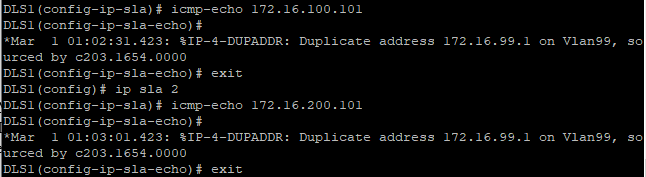 DLS1(config-ip-sla)# icmp-echo 172.16.100.101
DLS1(config-ip-sla-echo)#
*Mar  1 01:02:31.423: %IP-4-DUPADDR: Duplicate address 172.16.99.1 on Vlan99, so
urced by c203.1654.0000
DLS1(config-ip-sla-echo)# exit
DLS1(config)# ip sla 2
DLS1(config-ip-sla)# icmp-echo 172.16.200.101
DLS1(config-ip-sla-echo)#
*Mar  1 01:03:01.423: %IP-4-DUPADDR: Duplicate address 172.16.99.1 on Vlan99, so
urced by c203.1654.0000
DLS1(config-ip-sla-echo)# exit